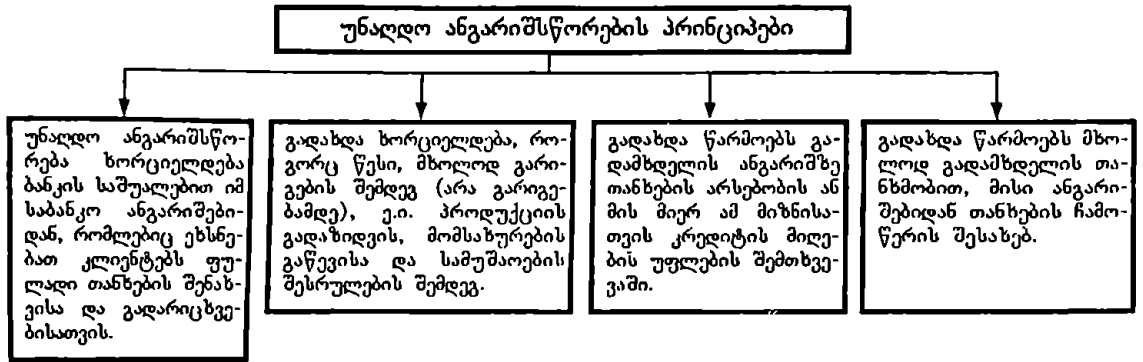 უნაღდო ანგარიშსწორების პრინციპები
უნაღდო ანგარიშსწო-
რება ხორციელდება
ბანკის საშუალებით იმ
საბანკო ანგარიშები-
დან, რომლებიც ეხსნე-
ბათ კლიენტებს ფუ-
ლადი თანხების შენახ-
ვისა და გადარიცხვე-
ბისათვის.
გადახდა ხორციელდება, რო-
გორც წესი, მხოლოდ გარი-
გების შემდეგ (არა გარიგე-
ბამდე), ე.ი. პროდუქციის
გადაზიდვის, მომსახურების
გაწევისა და სამუშაოების
შესრულების შემდეგ.
გადახდა წარმოებს გა-
დამხდელის ანგარიშზე
თანხების არსებობის ან
მის მიერ ამ მიზნისა-
თვის კრედიტის მიღე-
ბის უფლების შემთხვე-
ვაში.
გადახდა წარმოებს მხო-
ლოდ გადამხდელის თა-
ნხმობით, მისი ანგარი-
შებიდან თანხების ჩამო-
წერის შესახებ.